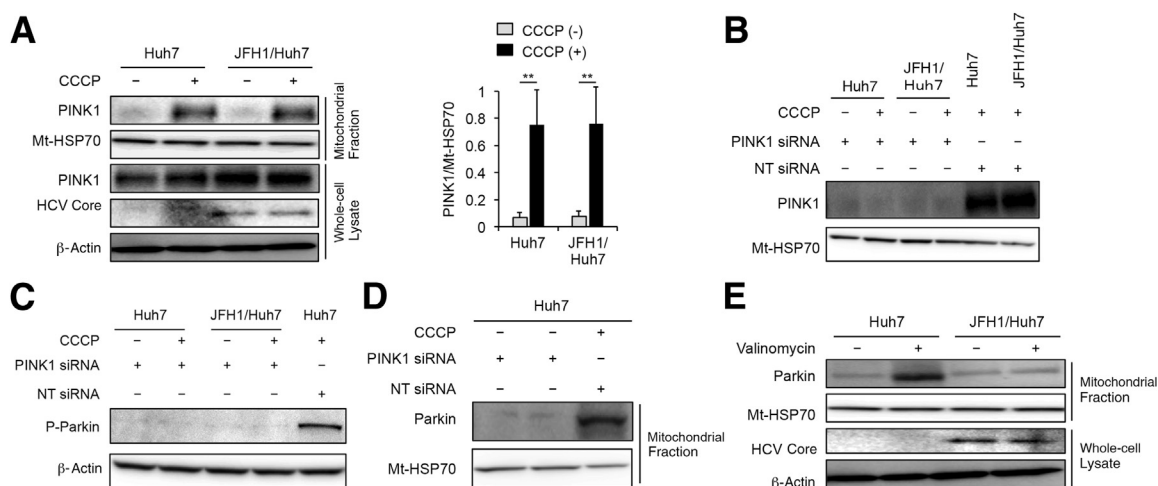 A
Huh7 JFH1/Huh7
CCCP – + – +
PINK1
Mt-HSP70
Mitochondrial
Fraction
PINK1
HCV Core
β-Actin
Whole-cell
Lysate
CCCP (-)
CCCP (+)
** **
PINK1/Mt-HSP70
1
0.8
0.6
0.4
0.2
0
Huh7 JFH1/
Huh7
B
Huh7 JFH1/
Huh7 Huh7 JFH1/Huh7
CCCP – + – + + +
PINK1 siRNA + + + + – –
NT siRNA – – – – + +
PINK1
Mt-HSP70
C
Huh7 JFH1/Huh7 Huh7
CCCP – + – + +
PINK1 siRNA + + + + –
NT siRNA – – – – +
P-Parkin
β-Actin
D
Huh7
CCCP – – +
PINK1 siRNA + + –
NT siRNA – – +
Parkin
Mt-HSP70
Mitochondrial
Fraction
E
Huh7 JFH1/Huh7
Valinomycin – + – +
Parkin
Mt-HSP70
Mitochondrial
Fraction
HCV Core
β-Actin
Whole-cell
Lysate